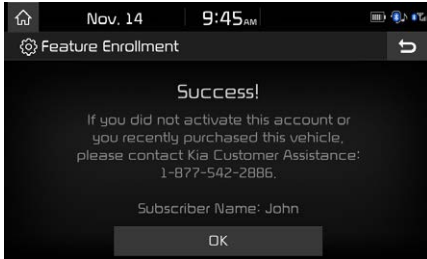 Nov. 14 9:45AM
Feature Enrollment
Success!
If you did not activate this account or
you recently purchased this vehicle,
please contact Kia Customer Assistance:
1-877-542-2886.
Subscriber Name: John
OK